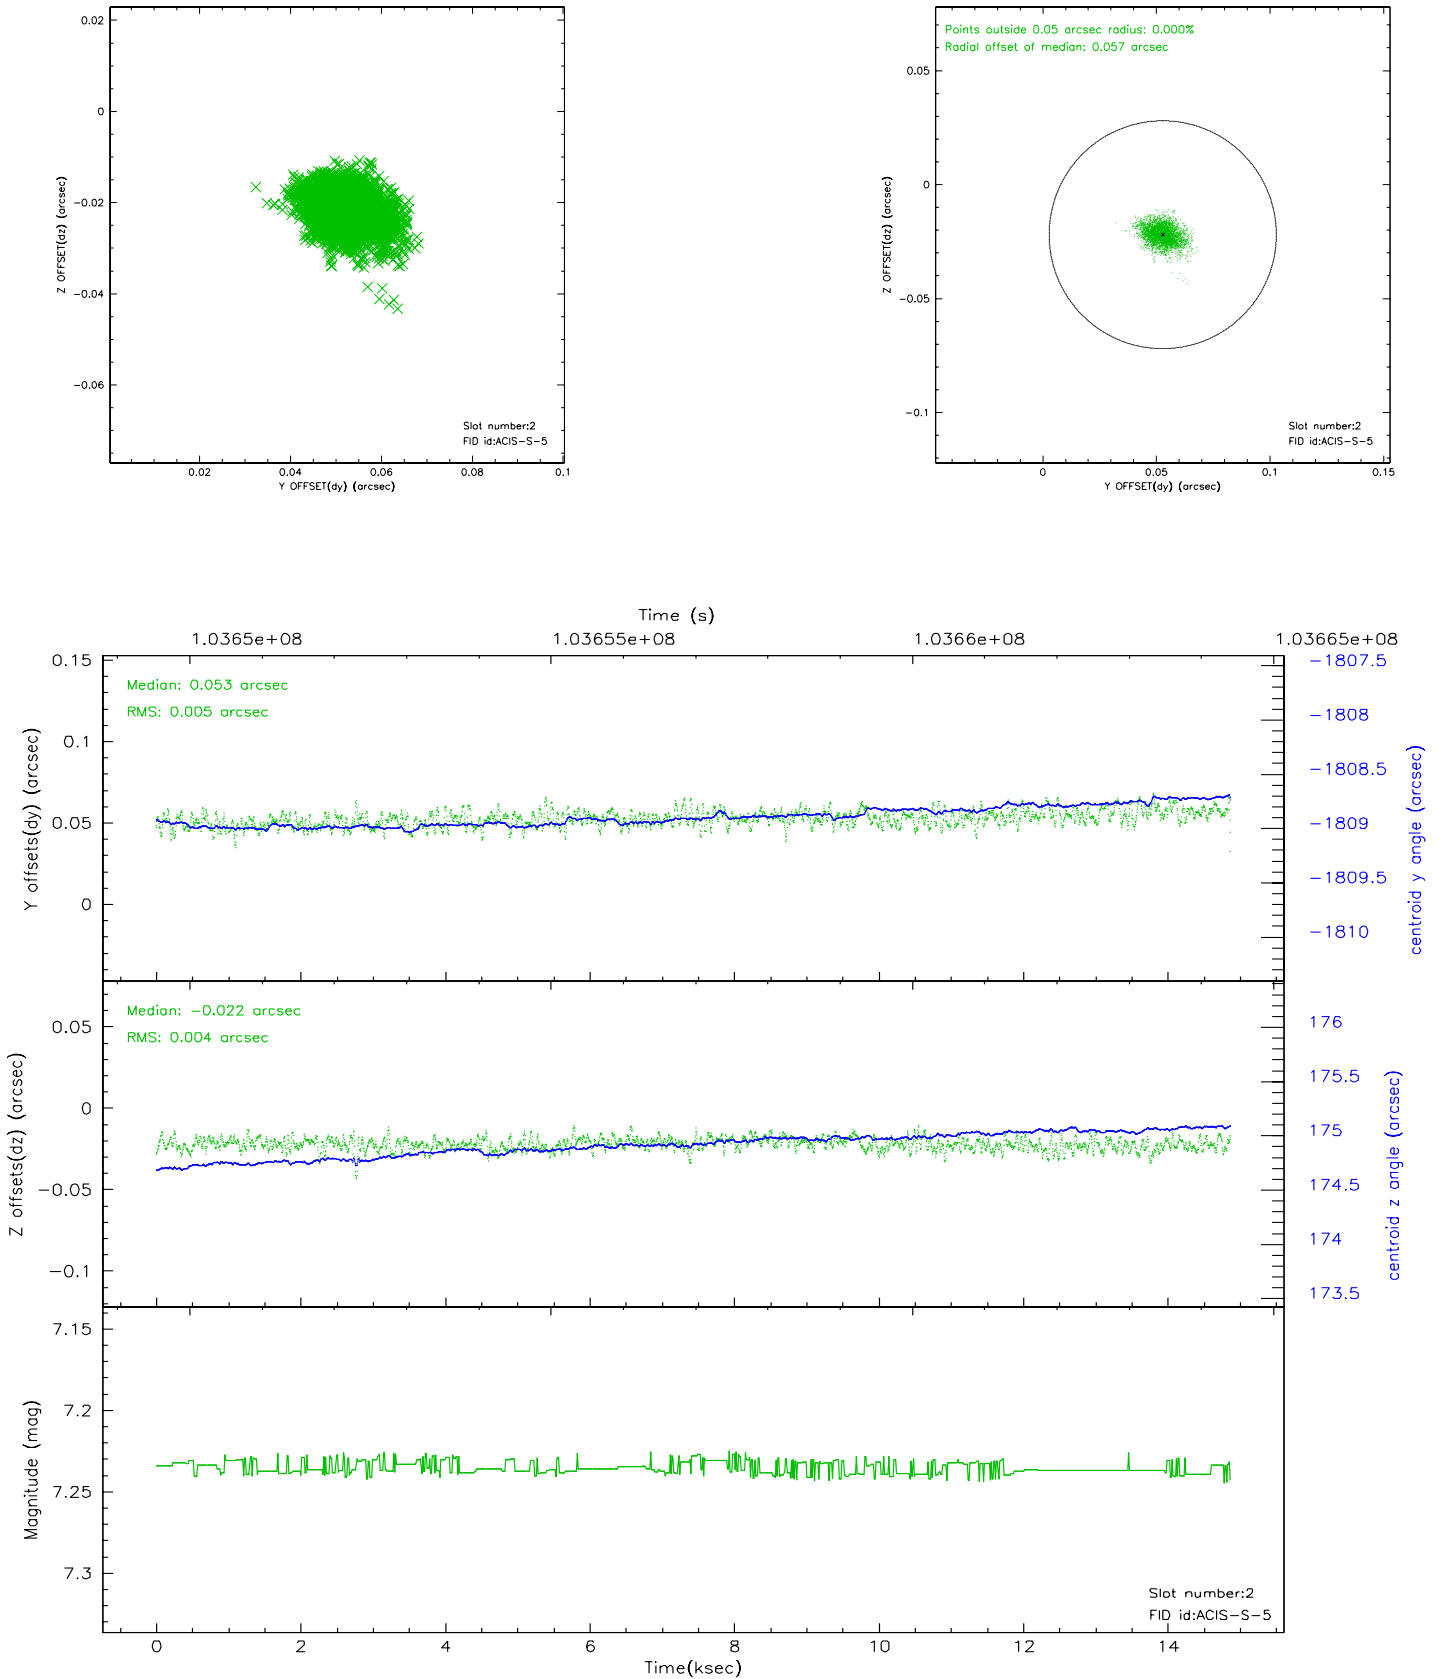 0.02
0
−0.02
−0.04
−0.06
Z OFFSET(dz) (arcsec)
Slot number:2
FID id:ACIS−S−5
0.02 0.04 0.06 0.08 0.1
Y OFFSET(dy) (arcsec)
Points outside 0.05 arcsec radius: 0.000%
Radial offset of median: 0.057 arcsec
0.05
0
−0.05
−0.1
Z OFFSET(dz) (arcsec)
Slot number:2
FID id:ACIS−S−5
0 0.05 0.1 0.15
Y OFFSET(dy) (arcsec)
Time (s)
1.0365e+08 1.03655e+08 1.0366e+08 1.03665e+08
0.15
0.1
0.05
0
Y offsets(dy) (arcsec)
Median: 0.053 arcsec
RMS: 0.005 arcsec
−1807.5
−1808
−1808.5
−1809
−1809.5
−1810
centroid y angle (arcsec)
0.05
0
−0.05
−0.1
Z offsets(dz) (arcsec)
Median: −0.022 arcsec
RMS: 0.004 arcsec
176
175.5
175
174.5
174
173.5
centroid z angle (arcsec)
7.15
7.2
7.25
7.3
Magnitude (mag)
Slot number:2
FID id:ACIS−S−5
0 2 4 6 8 10 12 14
Time(ksec)